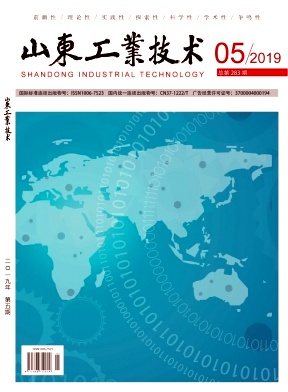 前瞻性 / 理论性 / 实践性 / 探索性 / 科学性 / 学术性 / 争鸣性
山東工業技术 05/2019
SHANDONG INDUSTRIAL TECHNOLOGY 总第 283 期
国际标准连续出版物号:ISSN1006-7523 国内统一连续出版物号:CN37-1222/T 广告经营许可证号:3700004000194
山東工業技术
二〇一九年 第五期